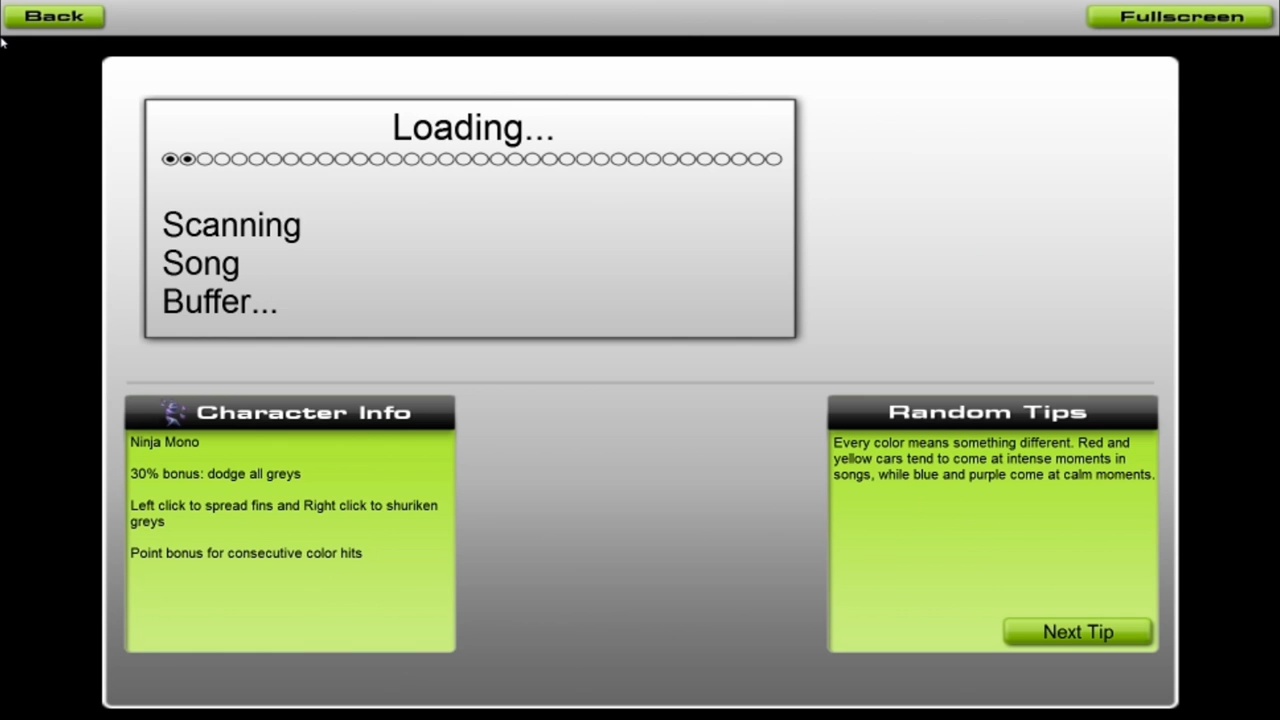 Back
Fullscreen
Loading...
Scanning
Song
Buffer...
Character Info
Ninja Mono
30% bonus: dodge all greys
Left click to spread fins and Right click to shuriken
greys
Point bonus for consecutive color hits
Random Tips
Every color means something different. Red and
yellow cars tend to come at intense moments in
songs, while blue and purple come at calm moments.
Next Tip